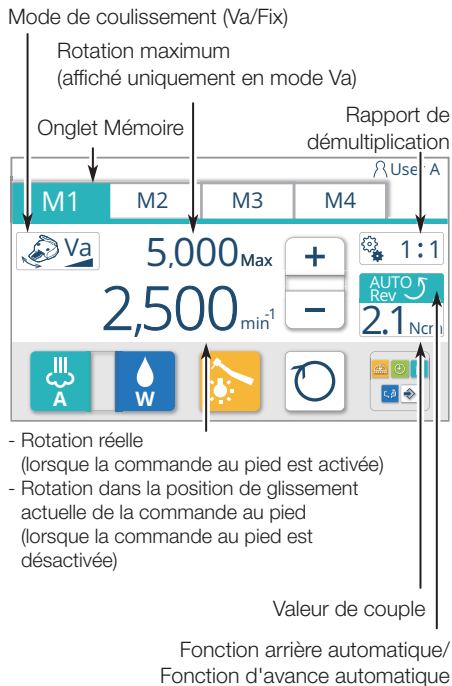 Mode de coulissement (Va/Fix)
Rotation maximum
(affiché uniquement en mode Va)
Onglet Mémoire
Rapport de
démultiplication
User A
M1 M2 M3 M4
Va 5,000 Max + 1:1
AUTO
Rev
2,500 min-1 − 2.1 Ncm
A W
- Rotation réelle
(lorsque la commande au pied est activée)
- Rotation dans la position de glissement
actuelle de la commande au pied
(lorsque la commande au pied est
désactivée)
Valeur de couple
Fonction arrière automatique/
Fonction d'avance automatique